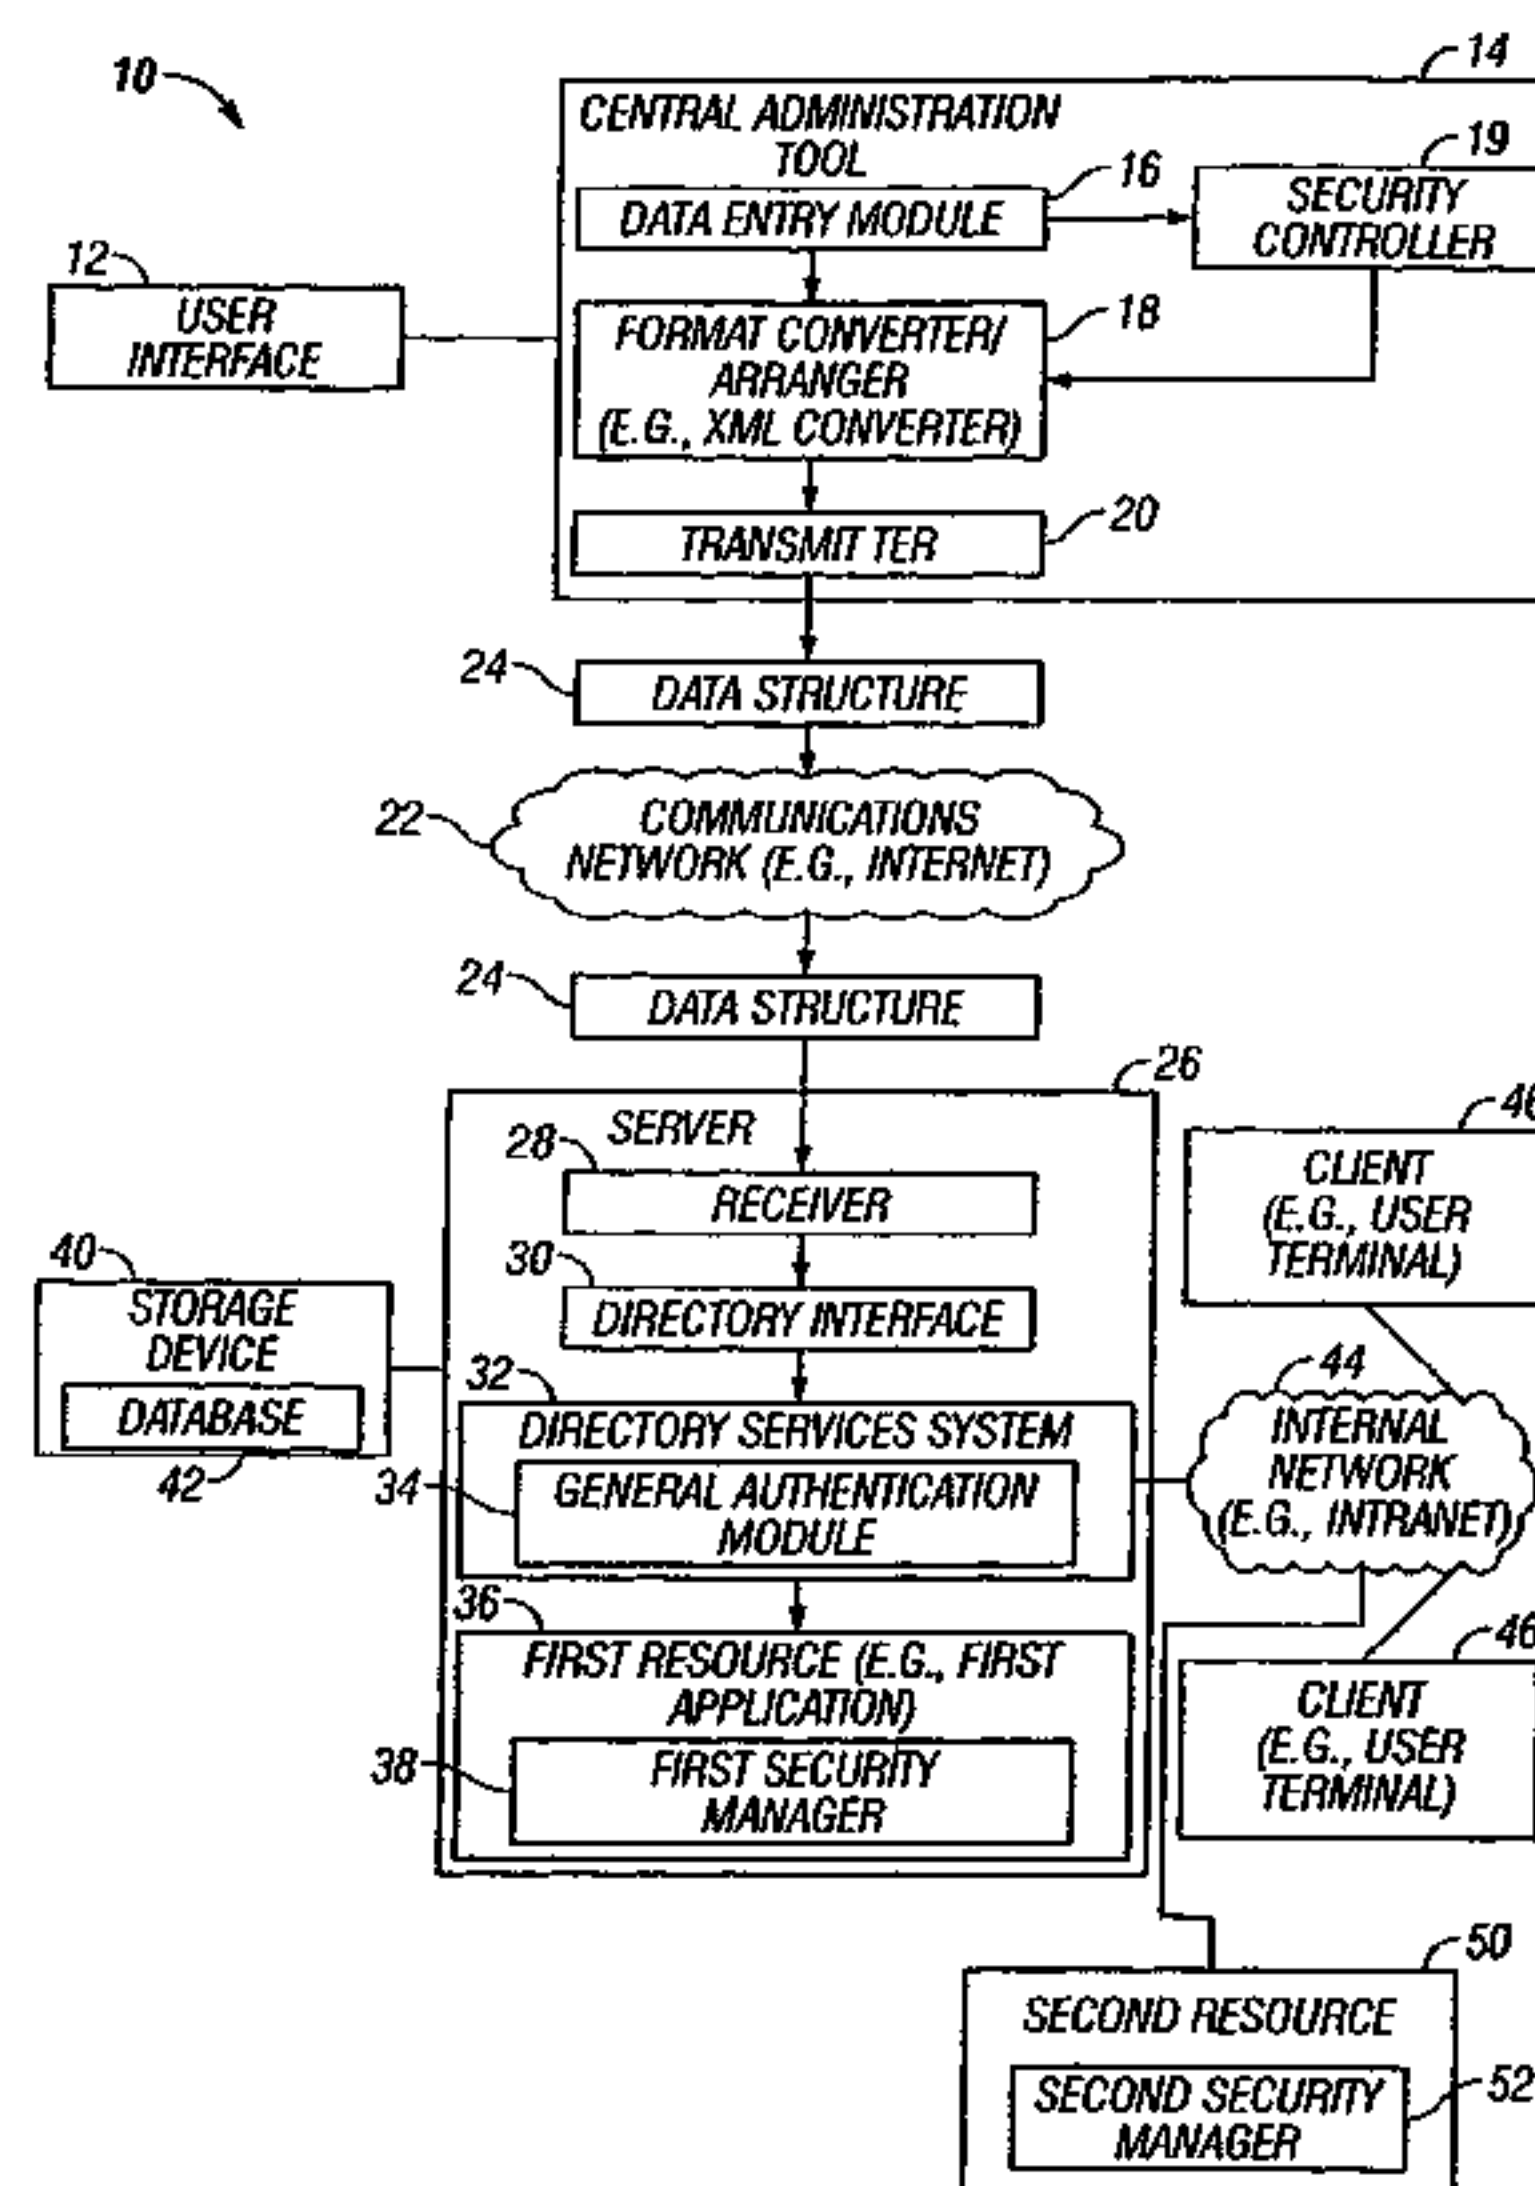 10
14
CENTRAL ADMINISTRATION
TOOL
16
19
DATA ENTRY MODULE
SECURITY
CONTROLLER
12
USER
INTERFACE
18
FORMAT CONVERTER/
ARRANGER
(E.G., XML CONVERTER)
20
TRANSMITTER
24
DATA STRUCTURE
22
COMMUNICATIONS
NETWORK (E.G., INTERNET)
24
DATA STRUCTURE
26
SERVER
28
RECEIVER
30
DIRECTORY INTERFACE
46
CLIENT
(E.G., USER
TERMINAL)
40
STORAGE
DEVICE
DATABASE
42
32
DIRECTORY SERVICES SYSTEM
34
GENERAL AUTHENTICATION
MODULE
44
INTERNAL
NETWORK
(E.G., INTRANET)
36
FIRST RESOURCE (E.G., FIRST
APPLICATION)
38
FIRST SECURITY
MANAGER
46
CLIENT
(E.G., USER
TERMINAL)
50
SECOND RESOURCE
52
SECOND SECURITY
MANAGER